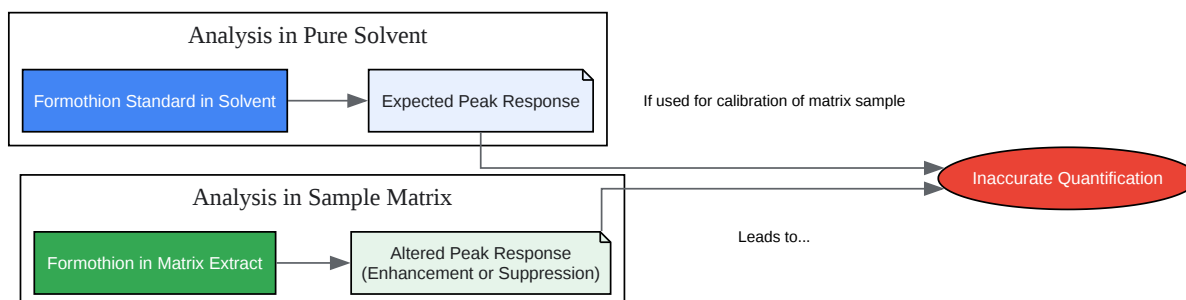 Analysis in Pure Solvent
Formothion Standard in Solvent
Expected Peak Response
If used for calibration of matrix sample
Inaccurate Quantification
Analysis in Sample Matrix
Formothion in Matrix Extract
Altered Peak Response
(Enhancement or Suppression)
Leads to...